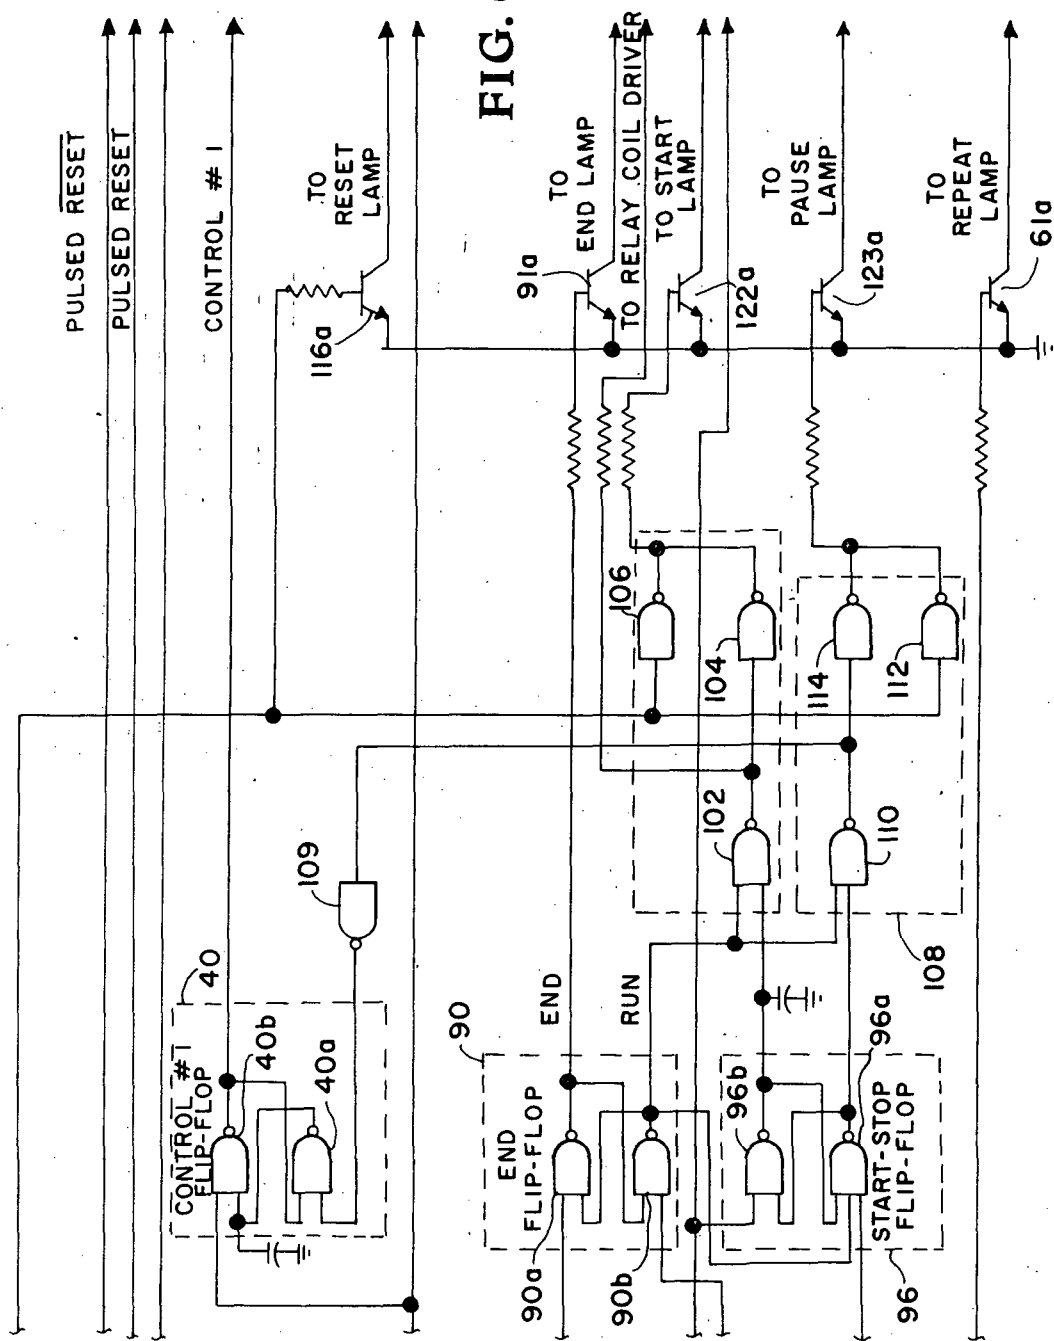 FIG.
PULSED RESET
PULSED RESET
CONTROL # 1
TO
RESET
LAMP
116a
TO
END LAMP
91a
TO RELAY COIL DRIVER
TO START
LAMP
122a
TO
PAUSE
LAMP
123a
TO
REPEAT
LAMP
61a
106
104
114
112
102
110
108
109
40
CONTROL #1
FLIP-FLOP
40b
40a
END
RUN
90
END
FLIP-FLOP
90a
90b
96b
96a
START-STOP
FLIP-FLOP
96